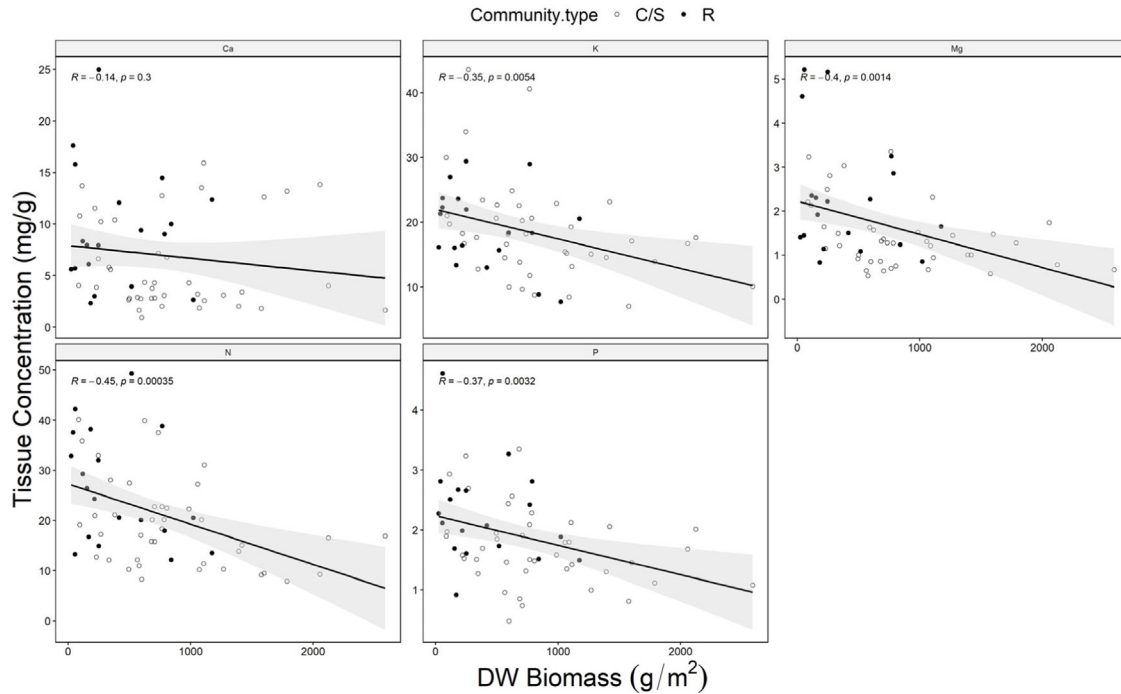 Community.type ○ C/S ● R
Ca
K
Mg
R = −0.14, p = 0.3
R = −0.35, p = 0.0054
R = −0.4, p = 0.0014
25
20
15
10
5
0
40
30
20
10
5
4
3
2
1
0
0 1000 2000
Tissue Concentration (mg/g)
N
P
R = −0.45, p = 0.00035
R = −0.37, p = 0.0032
50
40
30
20
10
0
4
3
2
1
0 1000 2000
0 1000 2000
DW Biomass (g/m²)